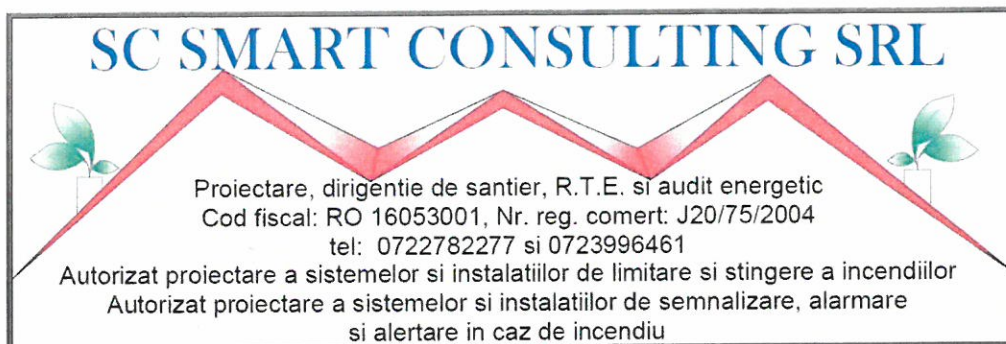 SC SMART CONSULTING SRL
Proiectare, dirigentie de santier, R.T.E. si audit energetic
Cod fiscal: RO 16053001, Nr. reg. comert: J20/75/2004
tel: 0722782277 si 0723996461
Autorizat proiectare a sistemelor si instalatiilor de limitare si stingere a incendiilor
Autorizat proiectare a sistemelor si instalatiilor de semnalizare, alarmare
si alertare in caz de incendiu